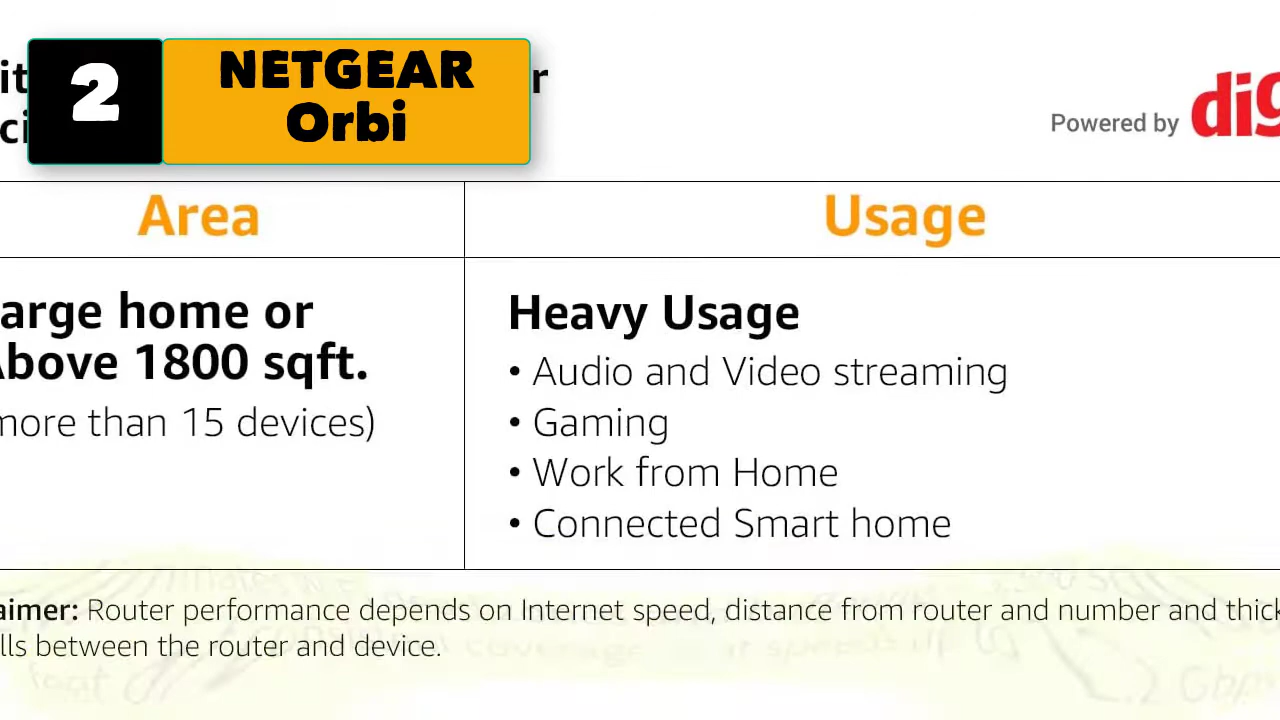 2
NETGEAR
Orbi
r
Powered by dig
Area
Usage
arge home or
Above 1800 sqft.
more than 15 devices)
Heavy Usage
• Audio and Video streaming
• Gaming
• Work from Home
• Connected Smart home
aimer: Router performance depends on Internet speed, distance from router and number and thick
lls between the router and device.